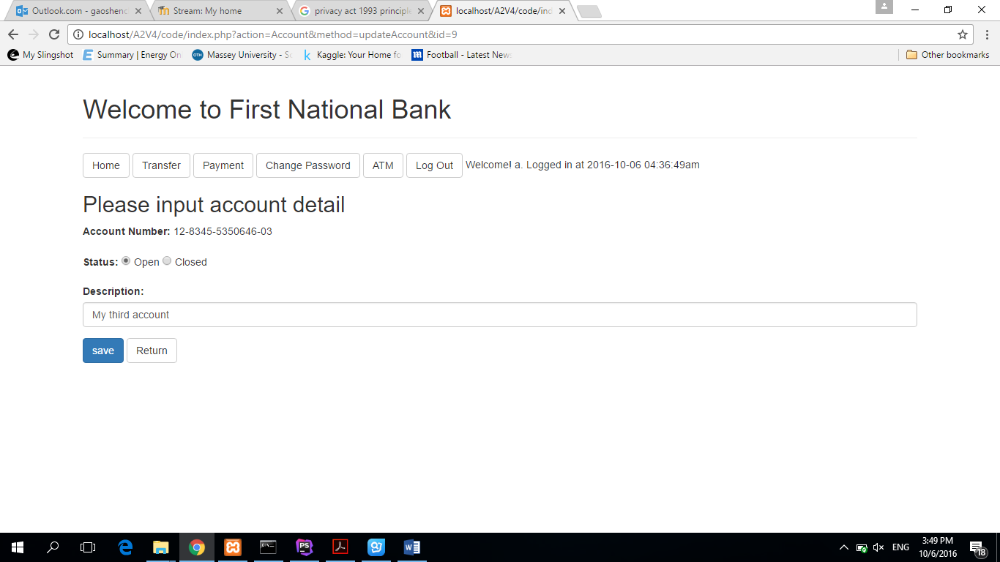 Outlook.com - gaoshenc
Stream: My home
privacy act 1993 principle
localhost/A2V4/code/ind
localhost/A2V4/code/index.php?action=Account&method=updateAccount&id=9
My Slingshot
Summary | Energy On
Massey University - Sc
Kaggle: Your Home fo
Football - Latest News
Other bookmarks
Welcome to First National Bank
Home Transfer Payment Change Password ATM Log Out Welcome! a. Logged in at 2016-10-06 04:36:49am
Please input account detail
Account Number: 12-8345-5350646-03
Status: Open Closed
Description:
My third account
save Return
ENG
3:49 PM
10/6/2016
18